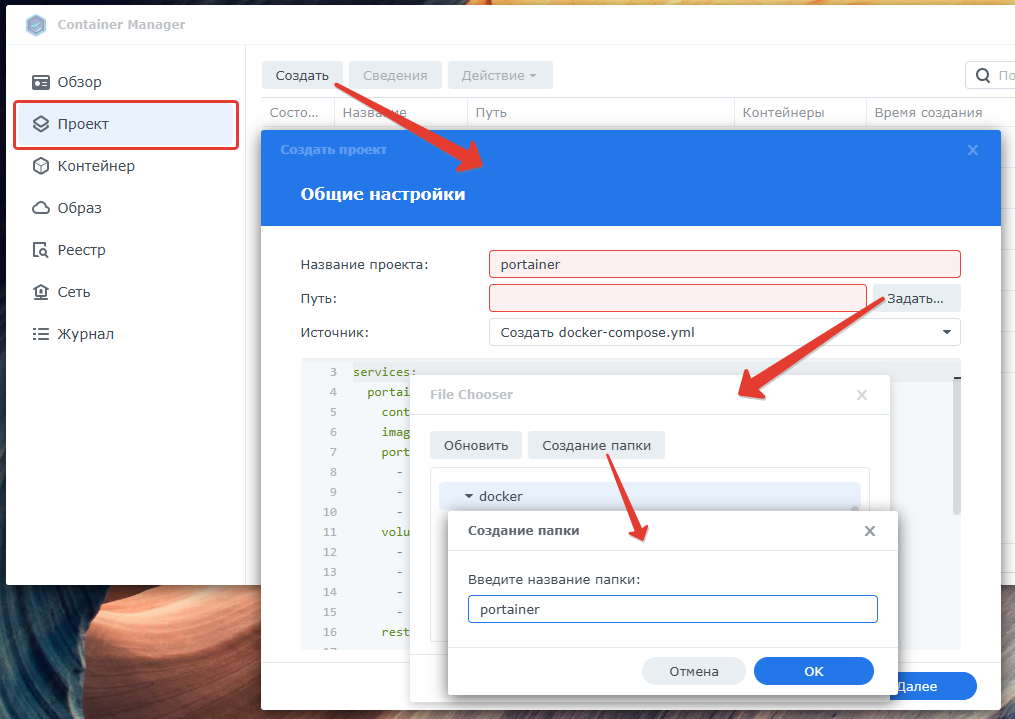 Container Manager
Обзор
Проект
Контейнер
Образ
Реестр
Сеть
Журнал
Создать
Сведения
Действие
По
Состо...
Название
Путь
Контейнеры
Время создания
Создать проект
Общие настройки
Название проекта:
portainer
Путь:
Задать...
Источник:
Создать docker-compose.yml
3 services:
4 portai
5 cont
6 imag
7 port
8 -
9 -
10 -
11 volu
12 -
13 -
14 -
15 -
16 rest
File Chooser
Обновить
Создание папки
docker
Создание папки
Введите название папки:
portainer
Отмена
OK
Далее